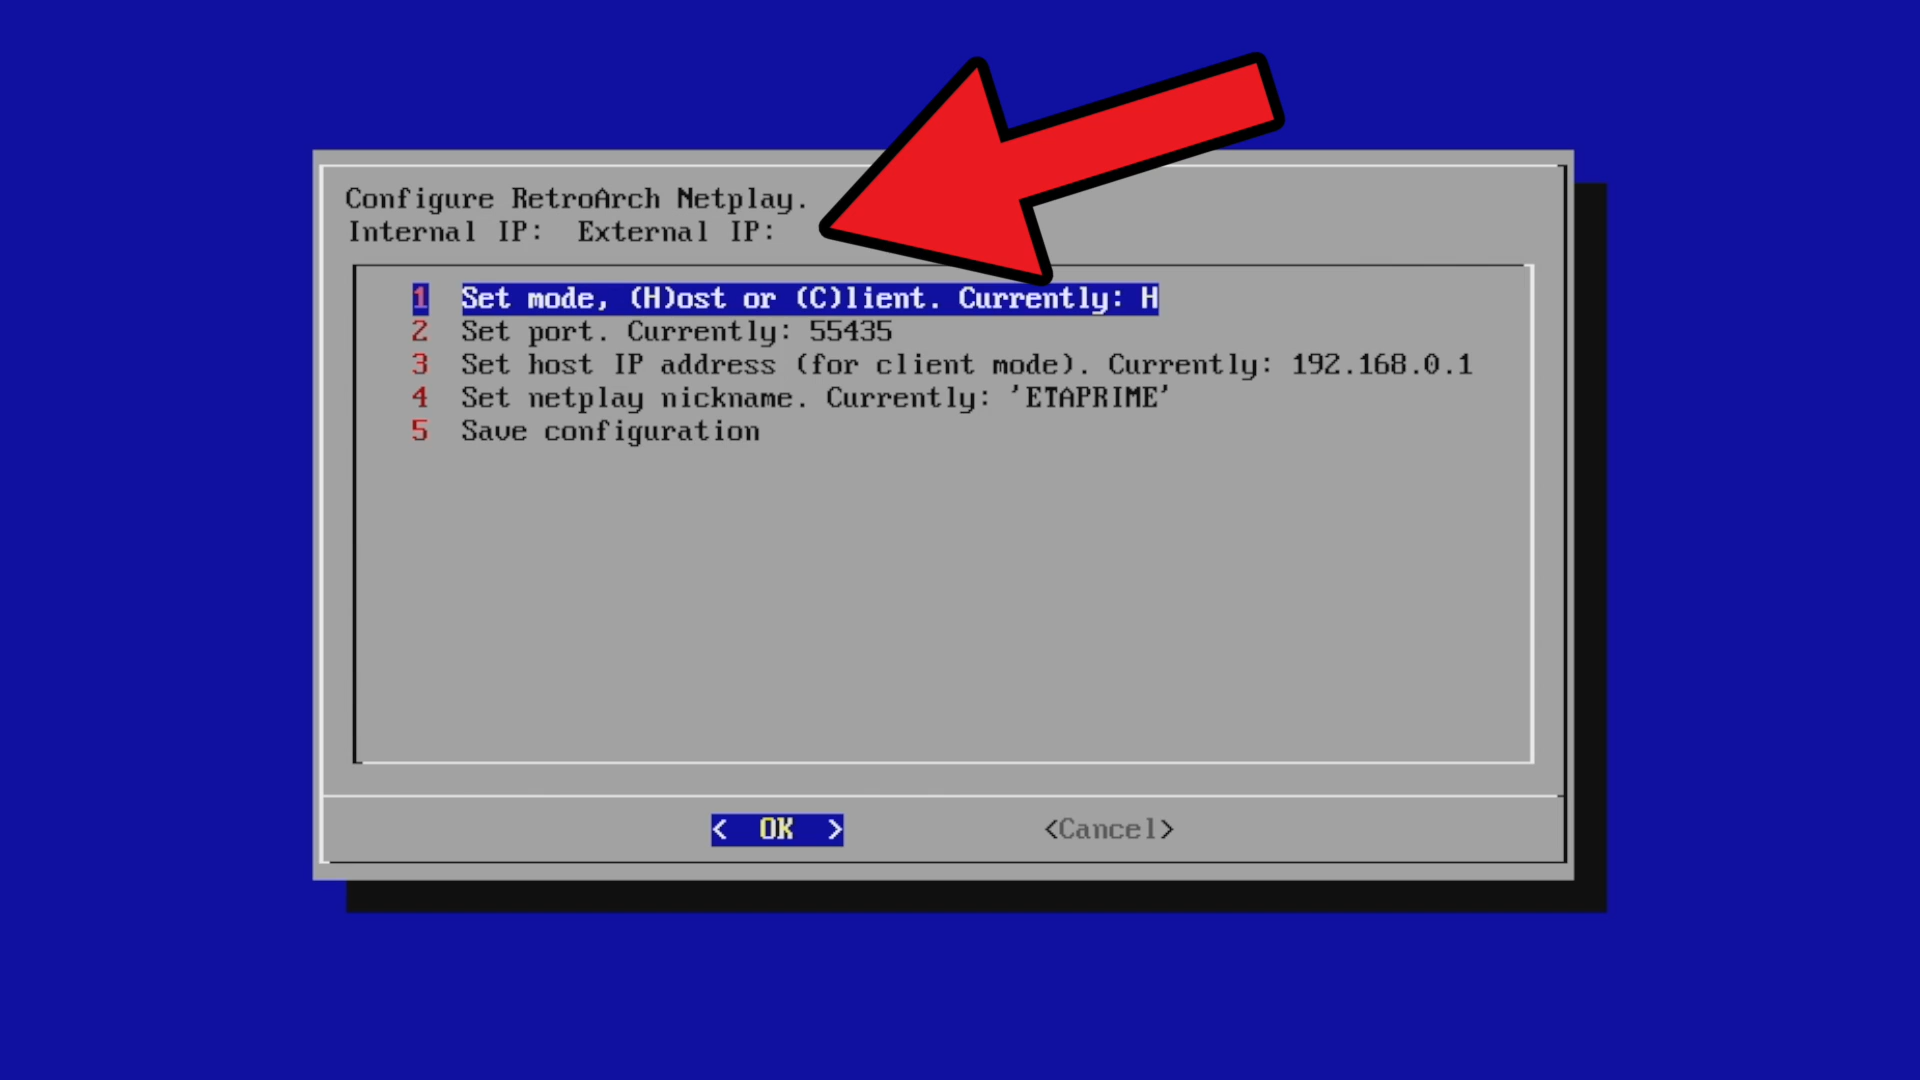 Configure RetroArch Netplay.
Internal IP:  External IP:
1  Set mode, (H)ost or (C)lient. Currently: H
2  Set port. Currently: 55435
3  Set host IP address (for client mode). Currently: 192.168.0.1
4  Set netplay nickname. Currently: 'ETAPRIME'
5  Save configuration
<  OK  >  <Cancel>